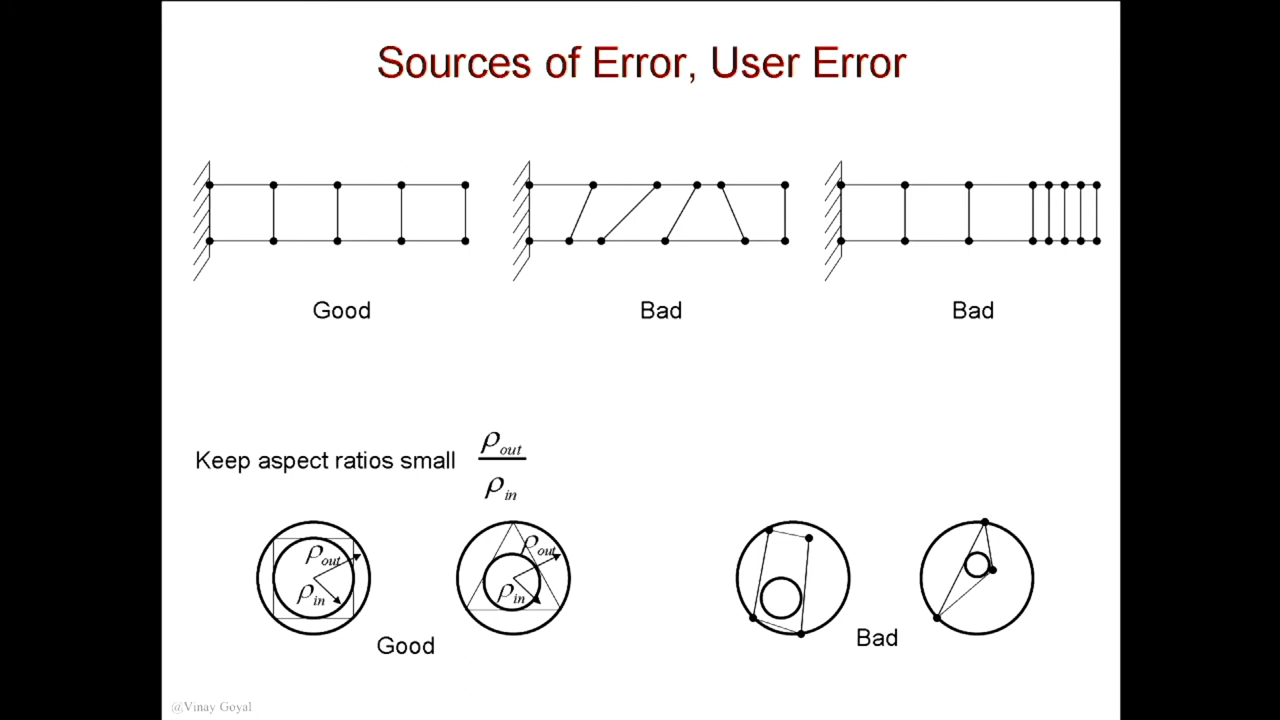 Sources of Error, User Error
Good
Bad
Bad
Keep aspect ratios small ρout/ρin
ρout
ρin
ρout
ρin
Good
Bad
@Vinay Goyal